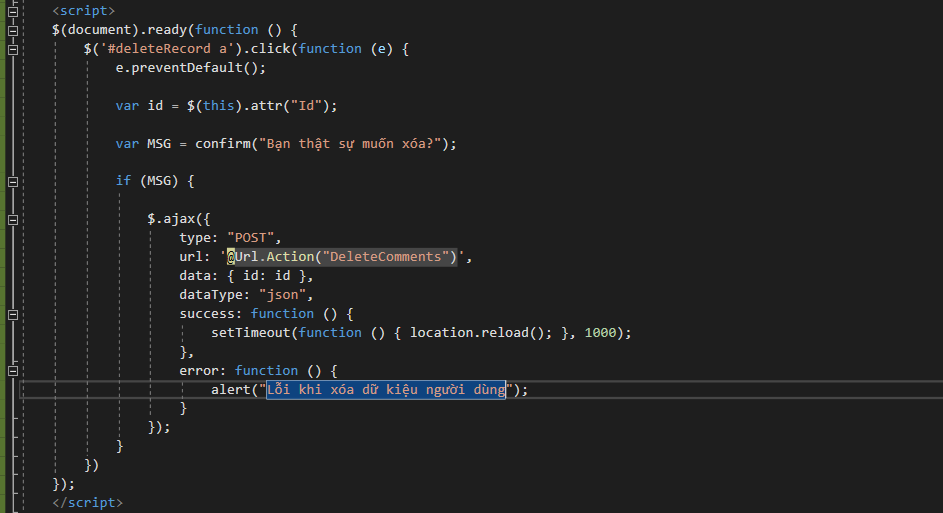 <script>
$(document).ready(function () {
$('#deleteRecord a').click(function (e) {
e.preventDefault();
var id = $(this).attr("Id");
var MSG = confirm("Bạn thật sự muốn xóa?");
if (MSG) {
$.ajax({
type: "POST",
url: '@Url.Action("DeleteComments")',
data: { id: id },
dataType: "json",
success: function () {
setTimeout(function () { location.reload(); }, 1000);
},
error: function () {
alert("Lỗi khi xóa dữ kiệu người dùng");
}
});
}
})
});
</script>